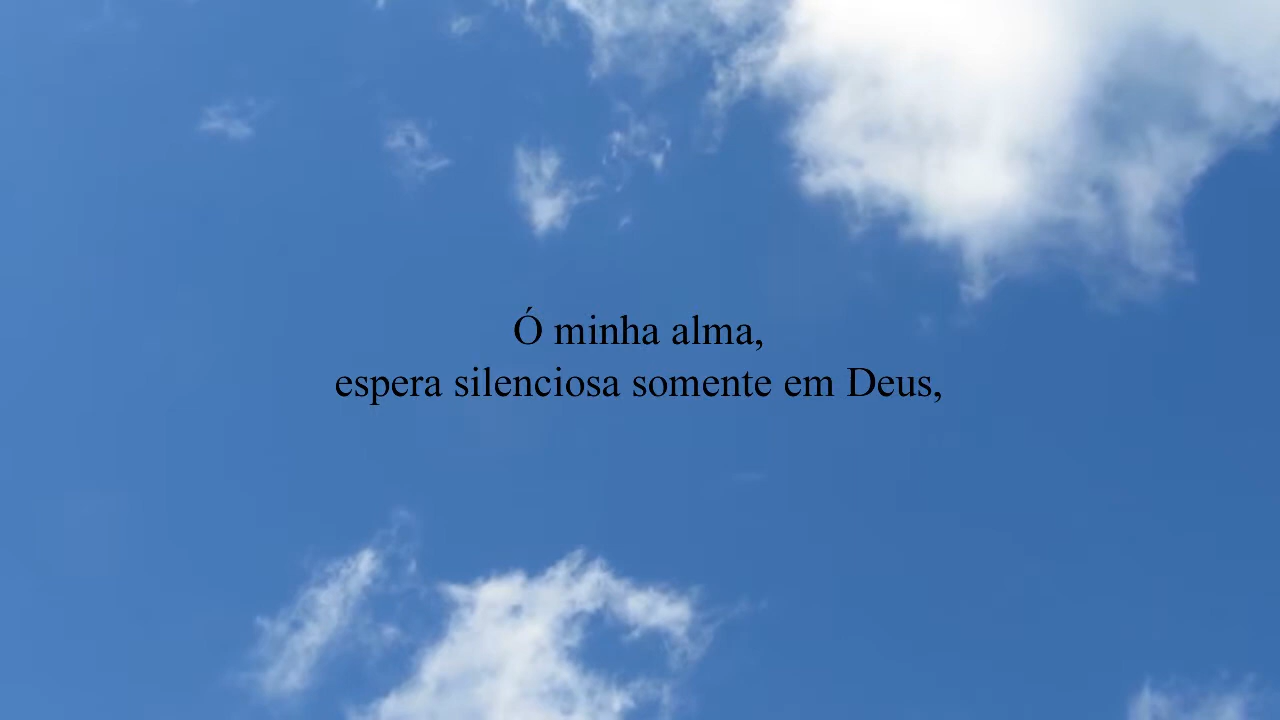 Ó minha alma,
espera silenciosa somente em Deus,